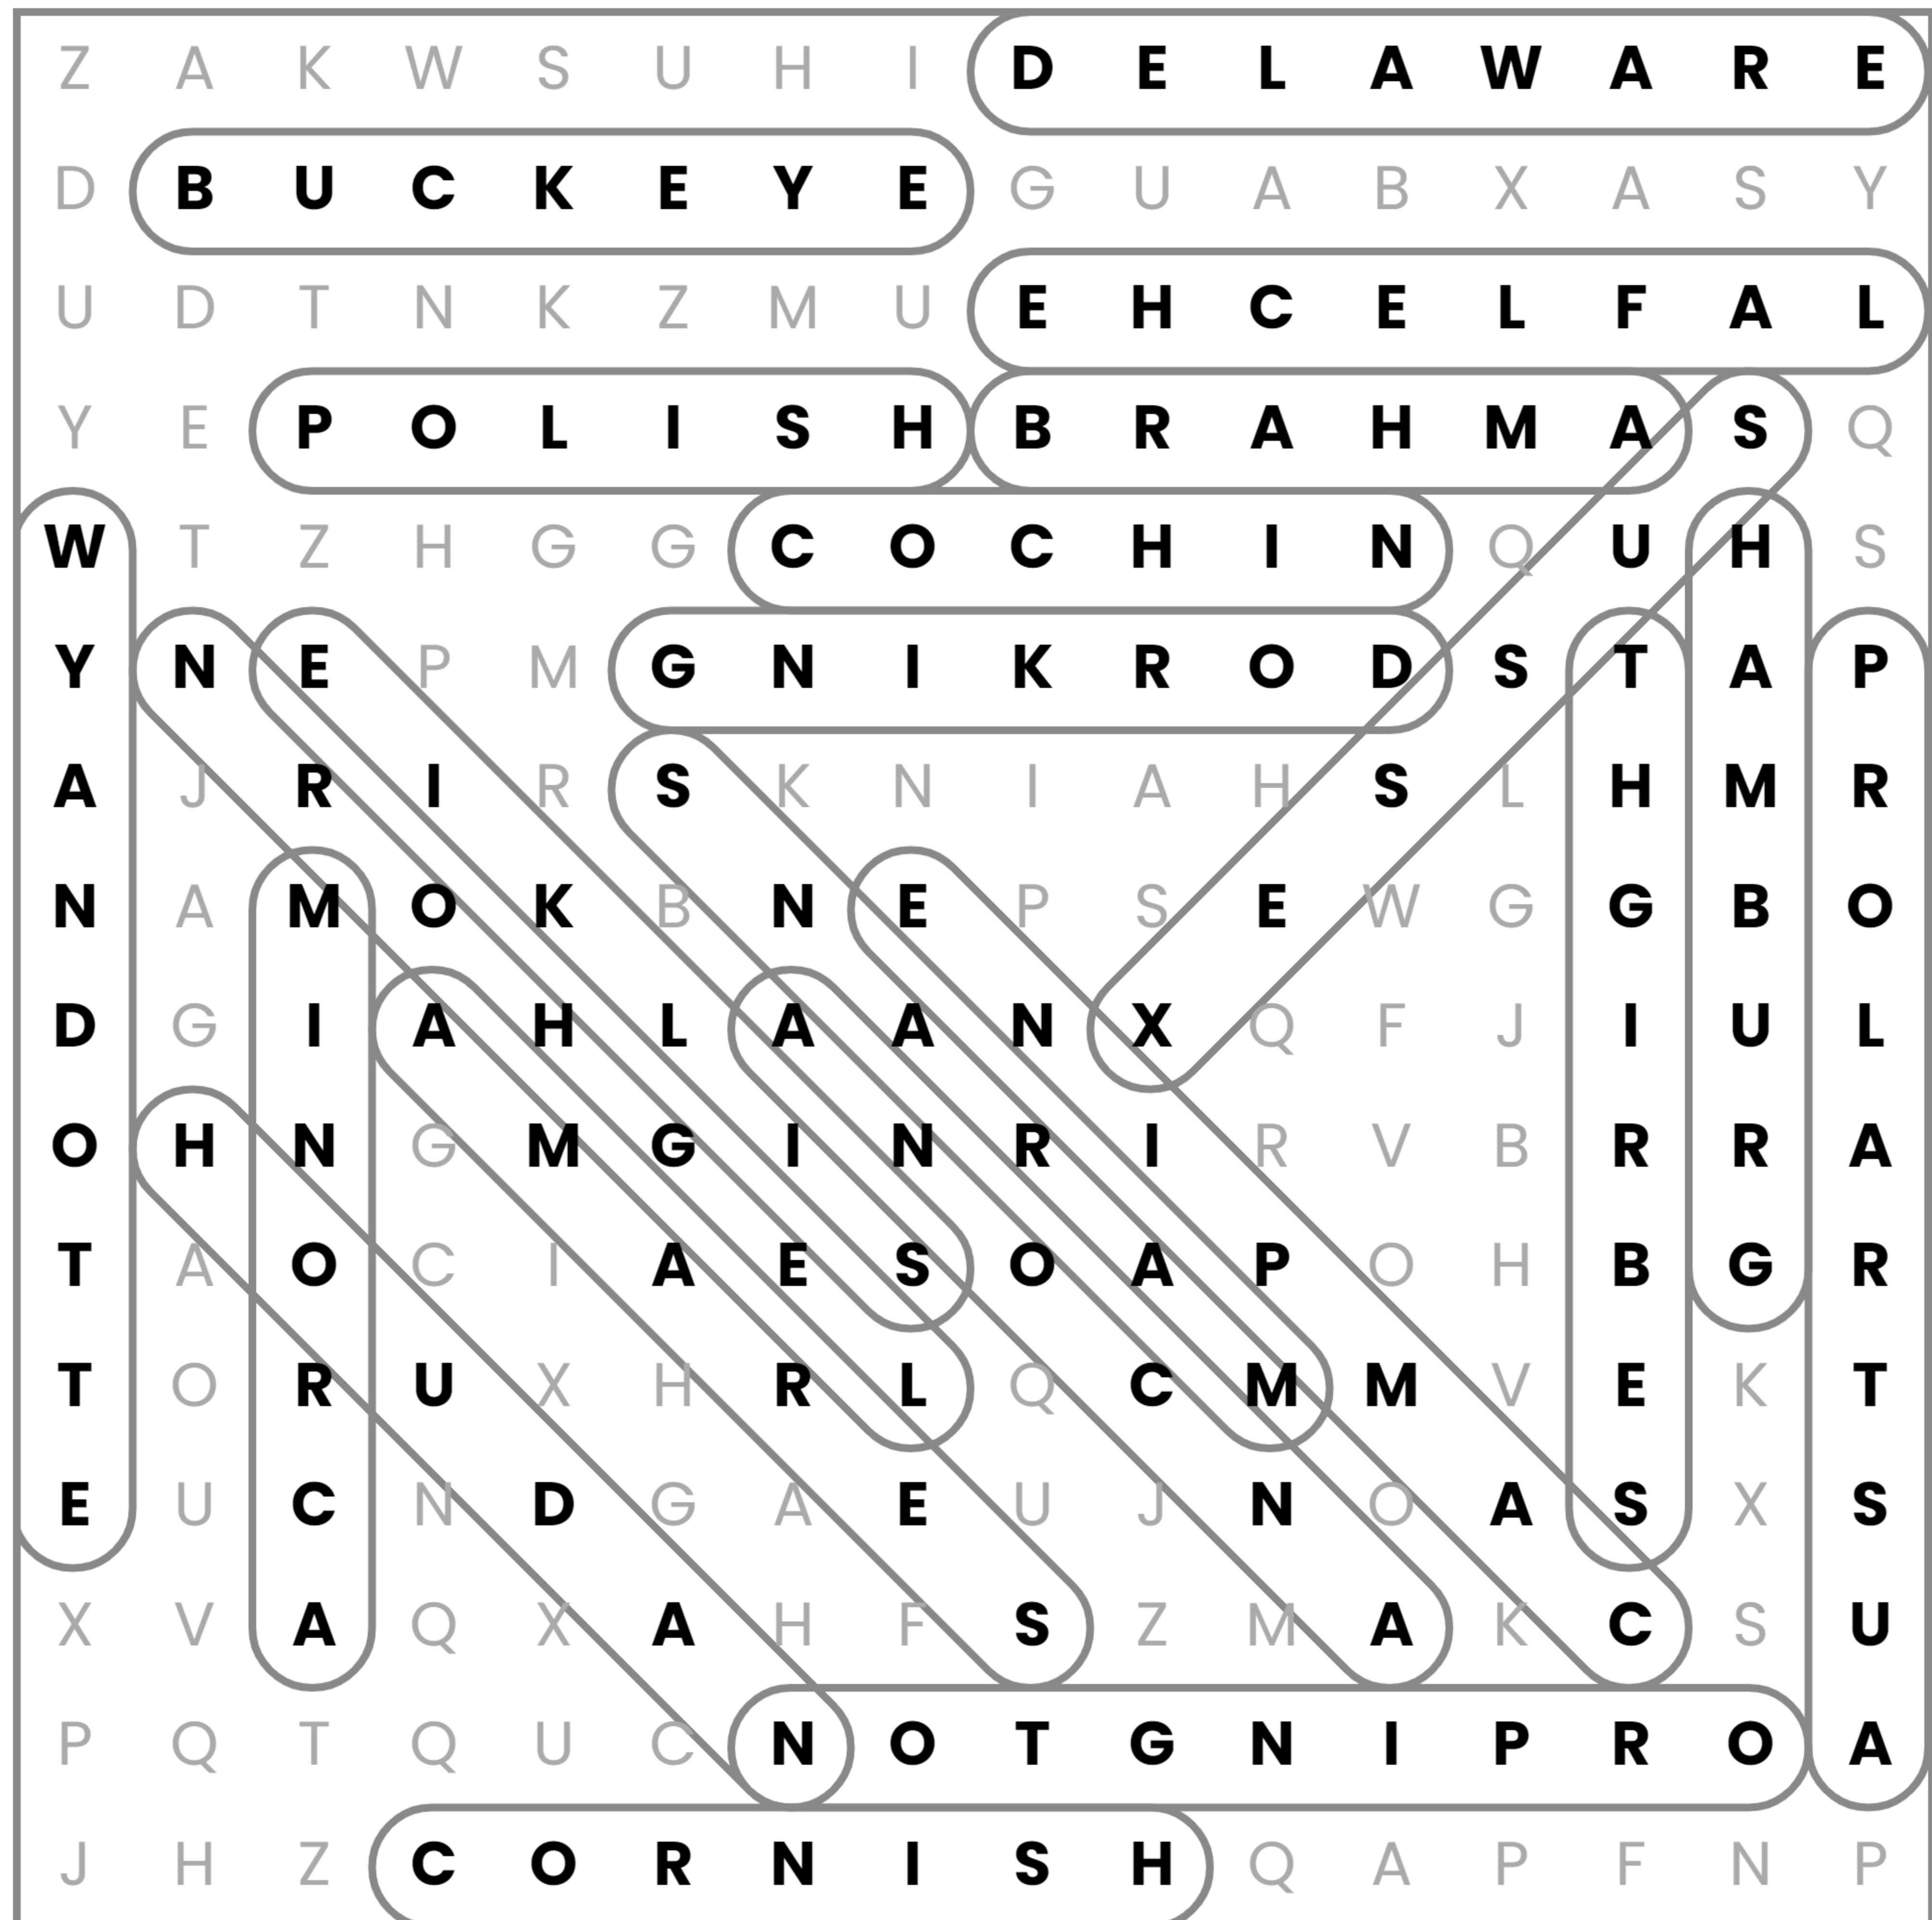 Z A K W S U H I D E L A W A R E
D B U C K E Y E G U A B X A S Y
U D T N K Z M U E H C E L F A L
Y E P O L I S H B R A H M A S Q
W T Z H G G C O C H I N Q U H S
Y N E P M G N I K R O D S T A P
A J R I R S K N I A H S L H M R
N A M O K B N E P S E W G G B O
D G I A H L A A N X Q F J I U L
O H N G M G I N R I R V B R R A
T A O C I A E S O A P O H B G R
T O R U X H R L Q C M M V E K T
E U C N D G A E U J N O A S X S
X V A Q X A H F S Z M A K C S U
P Q T Q U C N O T G N I P R O A
J H Z C O R N I S H Q A P F N P